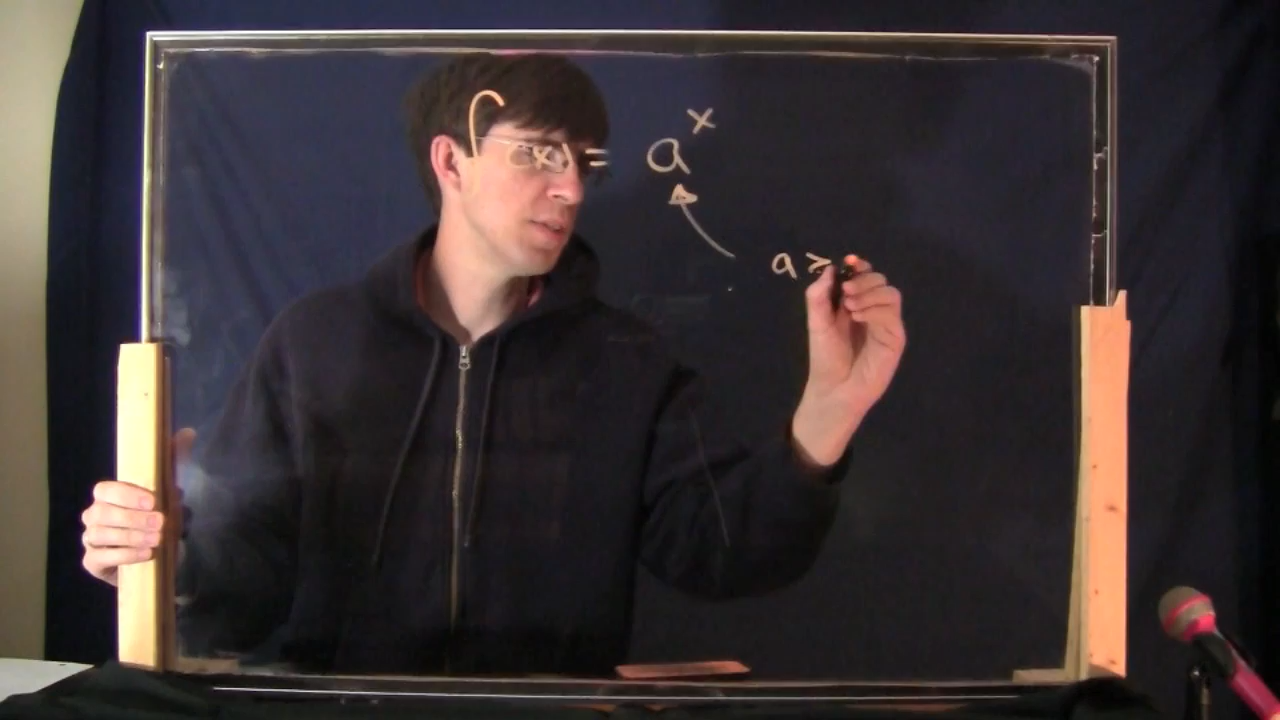 f(x) = a^x
a >